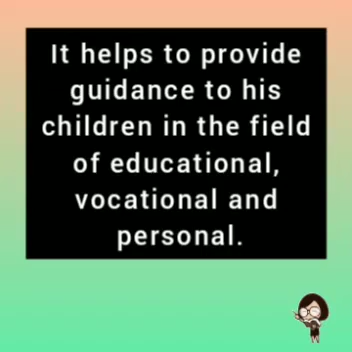 It helps to provide
guidance to his
children in the field
of educational,
vocational and
personal.